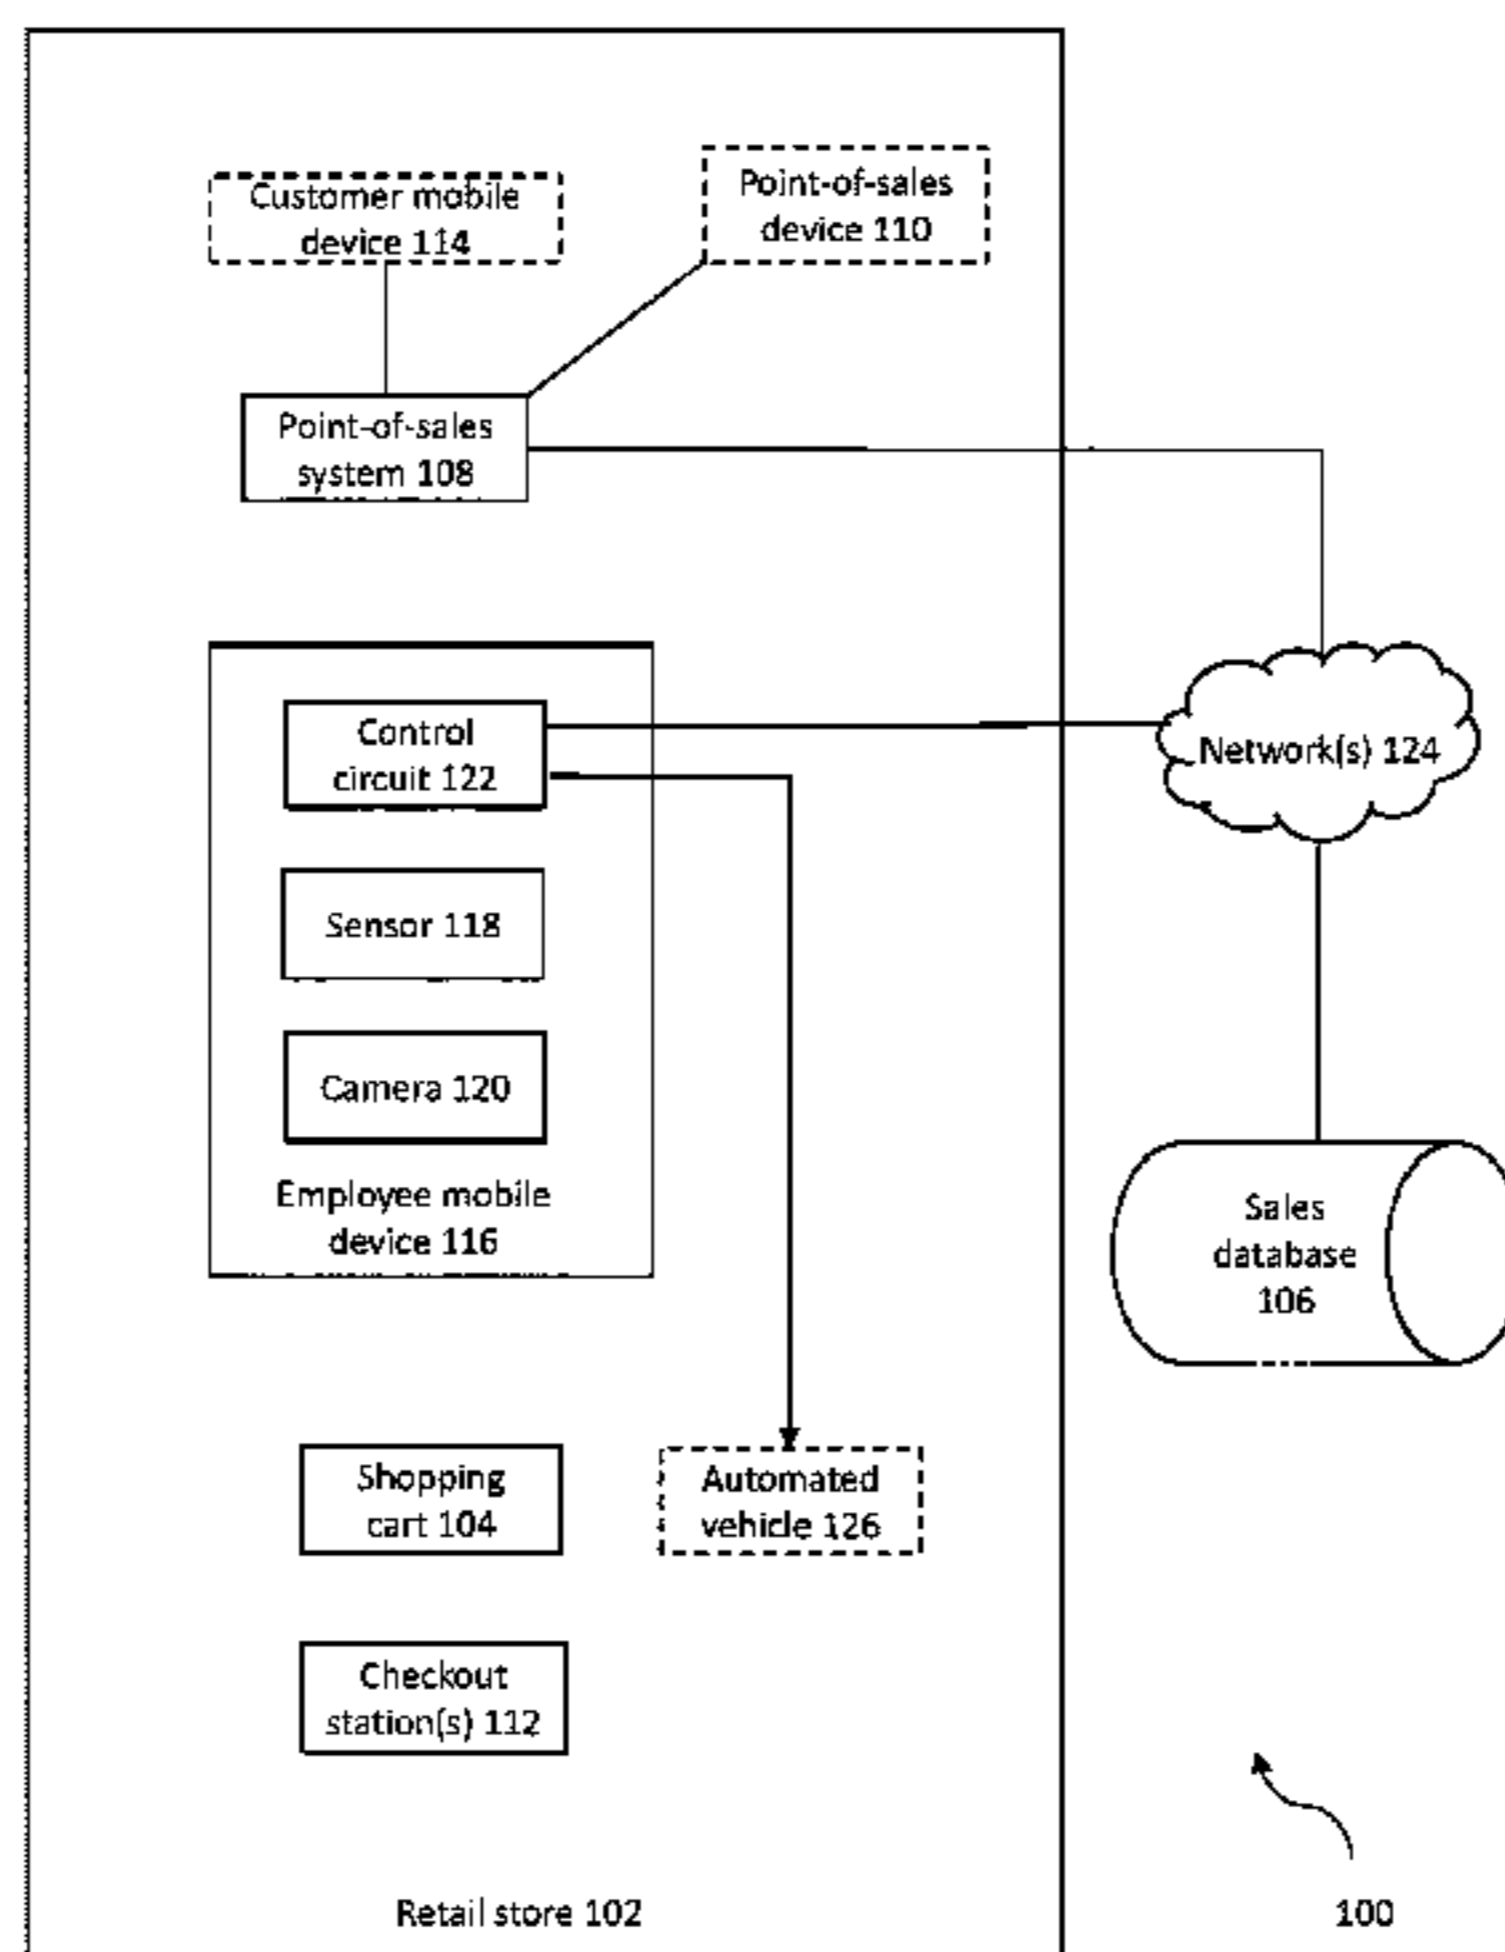 Customer mobile
device 114
Point-of-sales
device 110
Point-of-sales
system 108
Control
circuit 122
Network(s) 124
Sensor 118
Camera 120
Employee mobile
device 116
Sales
database
106
Shopping
cart 104
Automated
vehicle 126
Checkout
station(s) 112
Retail store 102
100